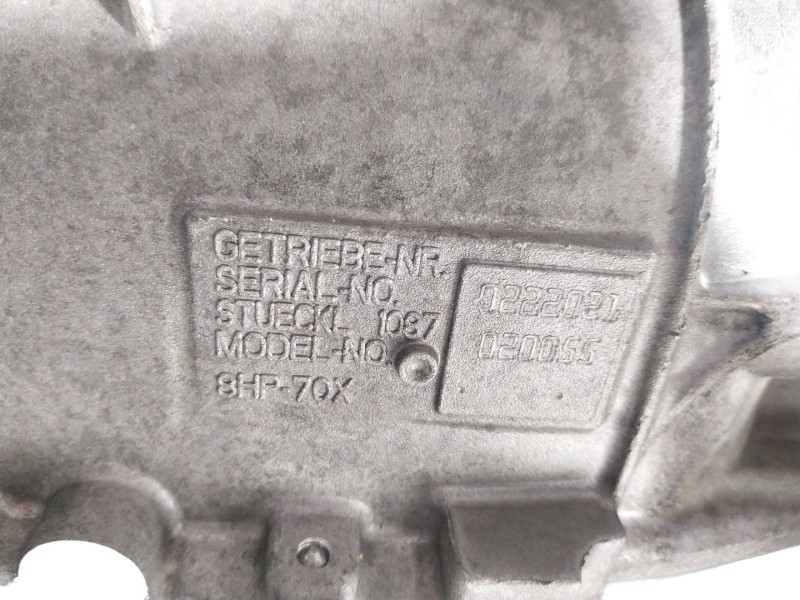 GETRIEBE-NR.
SERIAL-NO. 0222021
STUECKL 1087
MODEL-NO. 020055
8HP-70X